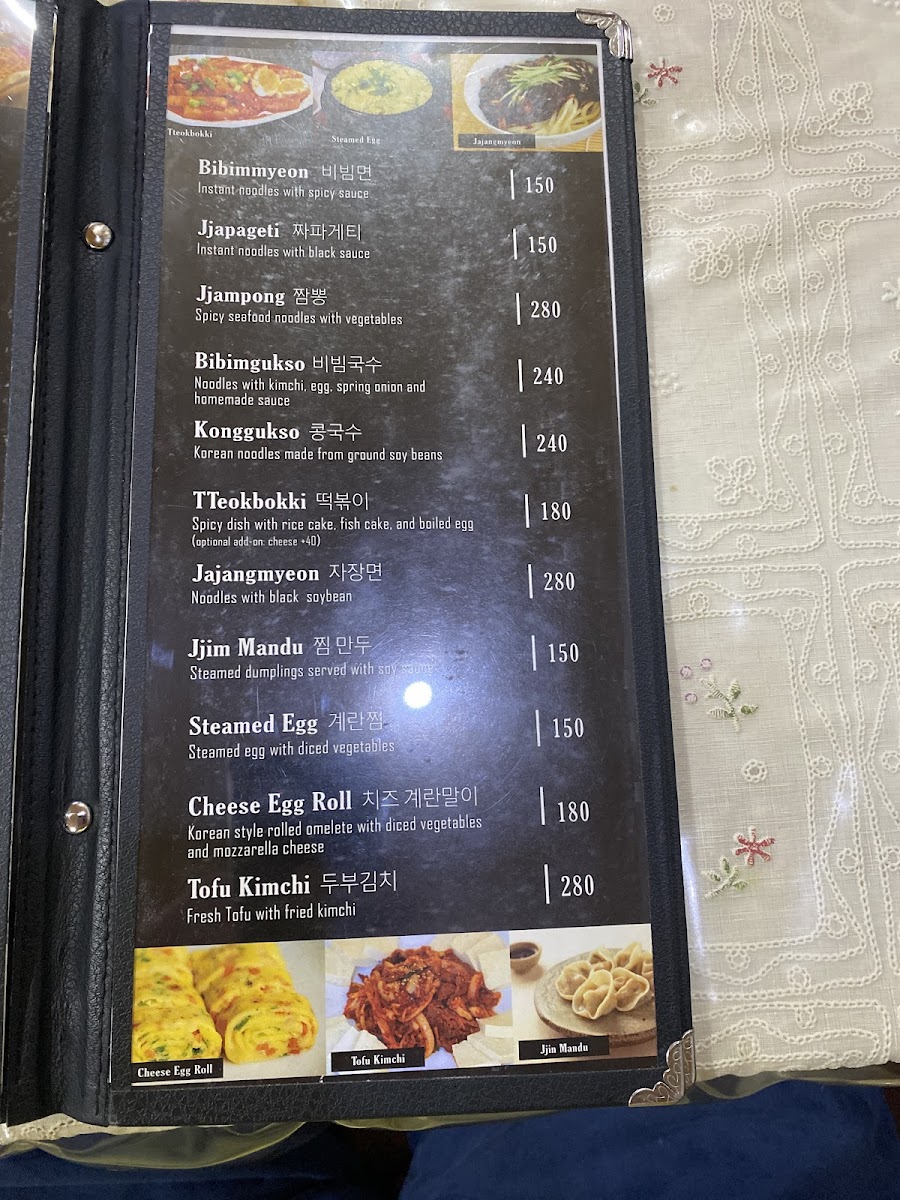 Tteokbokki
Steamed Egg
Jajangmyeon
Bibimmyeon 비빔면 150
Instant noodles with spicy sauce
Jjapageti 짜파게티 150
Instant noodles with black sauce
Jjampong 짬뽕 280
Spicy seafood noodles with vegetables
Bibimgukso 비빔국수 240
Noodles with kimchi, egg, spring onion and
homemade sauce
Konggukso 콩국수 240
Korean noodles made from ground soy beans
TTeokbokki 떡볶이 180
Spicy dish with rice cake, fish cake, and boiled egg
(optional add-on: cheese +40)
Jajangmyeon 자장면 280
Noodles with black soybean
Jjim Mandu 찜 만두 150
Steamed dumplings served with soy sauce
Steamed Egg 계란찜 150
Steamed egg with diced vegetables
Cheese Egg Roll 치즈 계란말이 180
Korean style rolled omelete with diced vegetables
and mozzarella cheese
Tofu Kimchi 두부김치 280
Fresh Tofu with fried kimchi
Cheese Egg Roll
Tofu Kimchi
Jjin Mandu